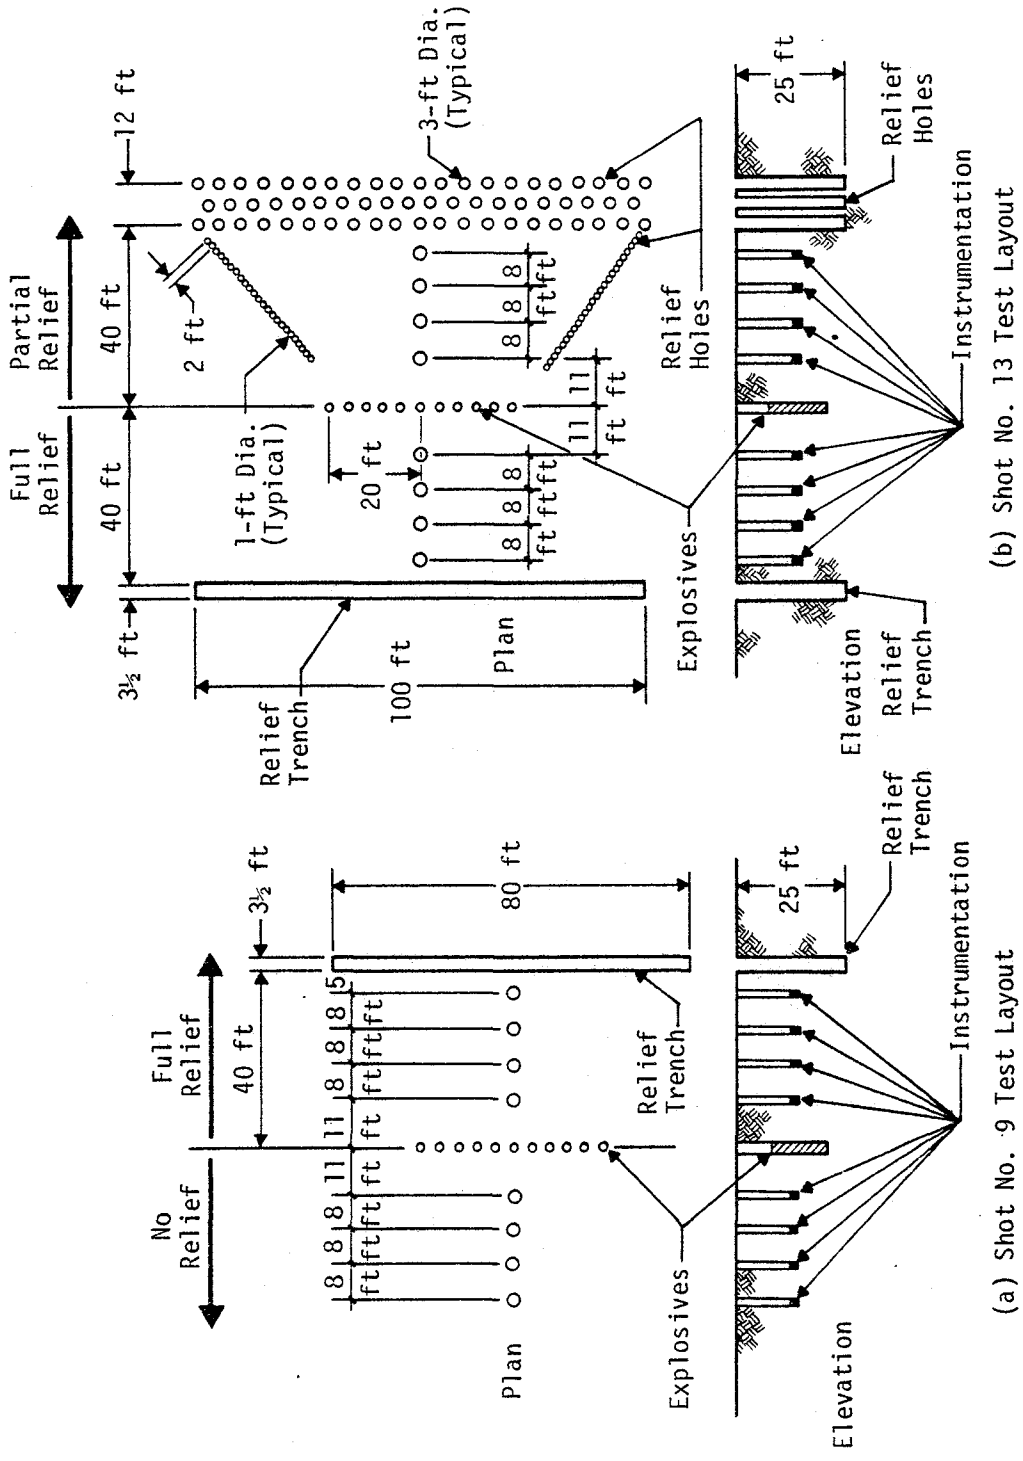 No
Relief
Full
Relief
40 ft
3½ ft
8
ft
8
ft
8
ft
11
ft
11
ft
8
ft
8
ft
8
ft
5
80 ft
Plan
Relief
Trench
Explosives
25 ft
Relief
Trench
Elevation
Instrumentation
(a) Shot No. 9 Test Layout
Full
Relief
Partial
Relief
3½ ft
40 ft
40 ft
12 ft
2 ft
1-ft Dia.
(Typical)
3-ft Dia.
(Typical)
Relief
Trench
100 ft
20 ft
8
ft
8
ft
8
ft
11
ft
11
ft
8
ft
8
ft
8
ft
Plan
Relief
Holes
Explosives
25 ft
Elevation
Relief
Trench
Relief
Holes
Instrumentation
(b) Shot No. 13 Test Layout